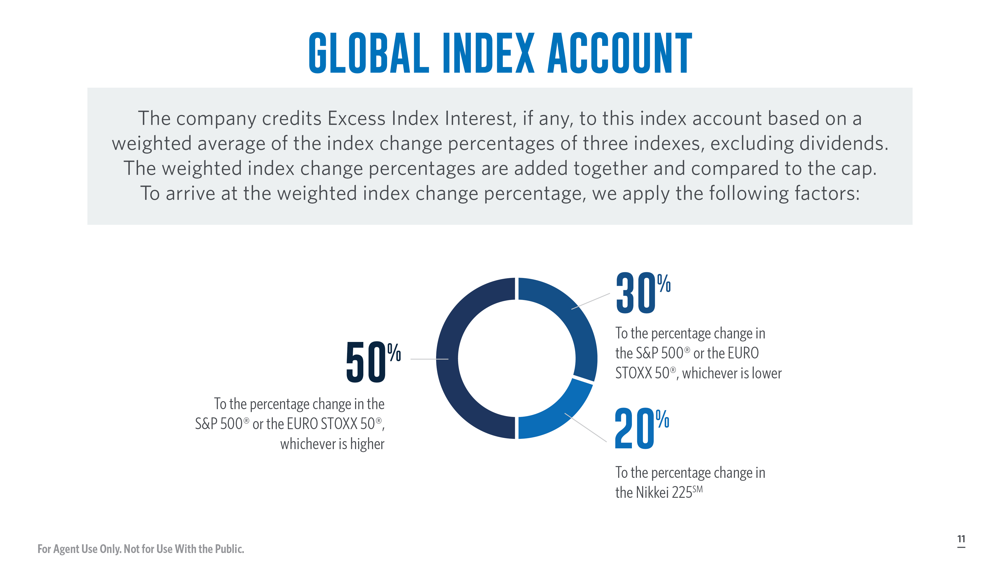 GLOBAL INDEX ACCOUNT
The company credits Excess Index Interest, if any, to this index account based on a
weighted average of the index change percentages of three indexes, excluding dividends.
The weighted index change percentages are added together and compared to the cap.
To arrive at the weighted index change percentage, we apply the following factors:
50%
To the percentage change in the
S&P 500® or the EURO STOXX 50®,
whichever is higher
30%
To the percentage change in
the S&P 500® or the EURO
STOXX 50®, whichever is lower
20%
To the percentage change in
the Nikkei 225℠
For Agent Use Only. Not for Use With the Public.
11